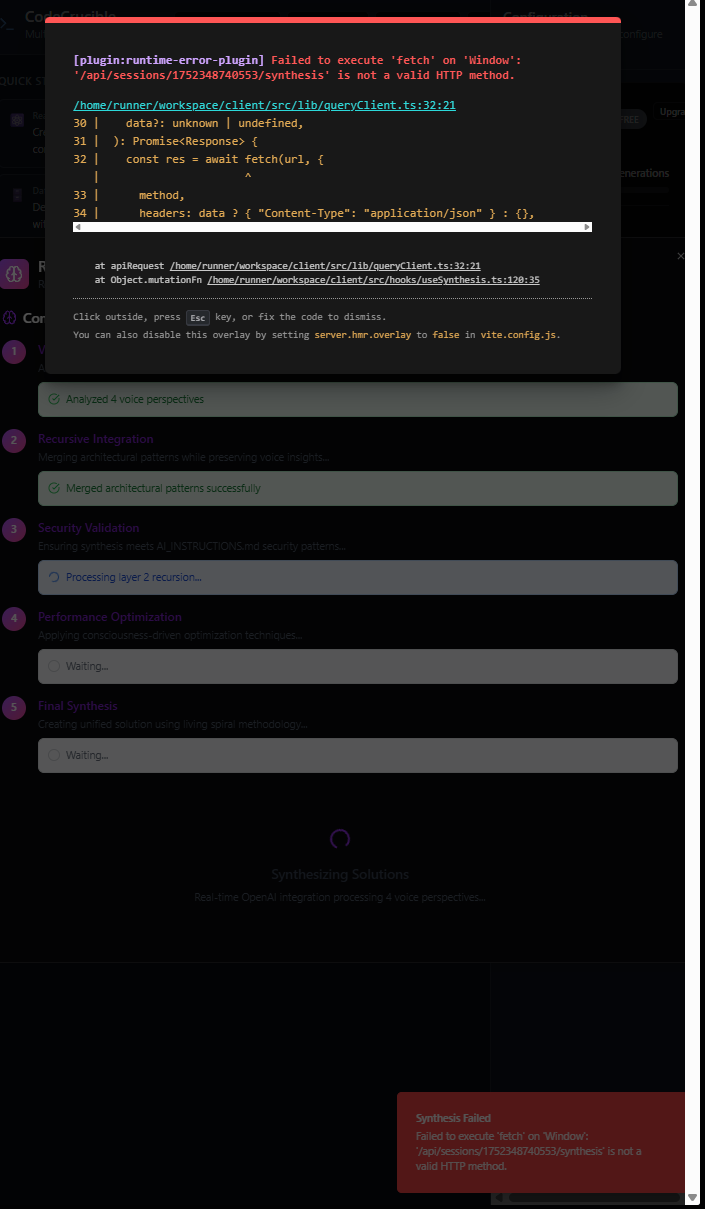 CodeCrucible
Configuration
Mul
configure
[plugin:runtime-error-plugin] Failed to execute 'fetch' on 'Window':
'/api/sessions/1752348740553/synthesis' is not a valid HTTP method.
QUICK S
/home/runner/workspace/client/src/lib/queryClient.ts:32:21
Upgra
FREE
30 | data?: unknown | undefined,
31 | ): Promise<Response> {
32 | const res = await fetch(url, {
| ^
33 | method,
34 | headers: data ? { "Content-Type": "application/json" } : {},
enerations
at apiRequest /home/runner/workspace/client/src/lib/queryClient.ts:32:21
at Object.mutationFn /home/runner/workspace/client/src/hooks/useSynthesis.ts:120:35
Click outside, press Esc key, or fix the code to dismiss.
You can also disable this overlay by setting server.hmr.overlay to false in vite.config.js.
Con
1
Analyzed 4 voice perspectives
2 Recursive Integration
Merging architectural patterns while preserving voice insights...
Merged architectural patterns successfully
3 Security Validation
Ensuring synthesis meets AI_INSTRUCTIONS.md security patterns...
Processing layer 2 recursion...
4 Performance Optimization
Applying consciousness-driven optimization techniques...
Waiting...
5 Final Synthesis
Creating unified solution using living spiral methodology...
Waiting...
Synthesizing Solutions
Real-time OpenAI integration processing 4 voice perspectives...
Synthesis Failed
Failed to execute 'fetch' on 'Window':
'/api/sessions/1752348740553/synthesis' is not a
valid HTTP method.